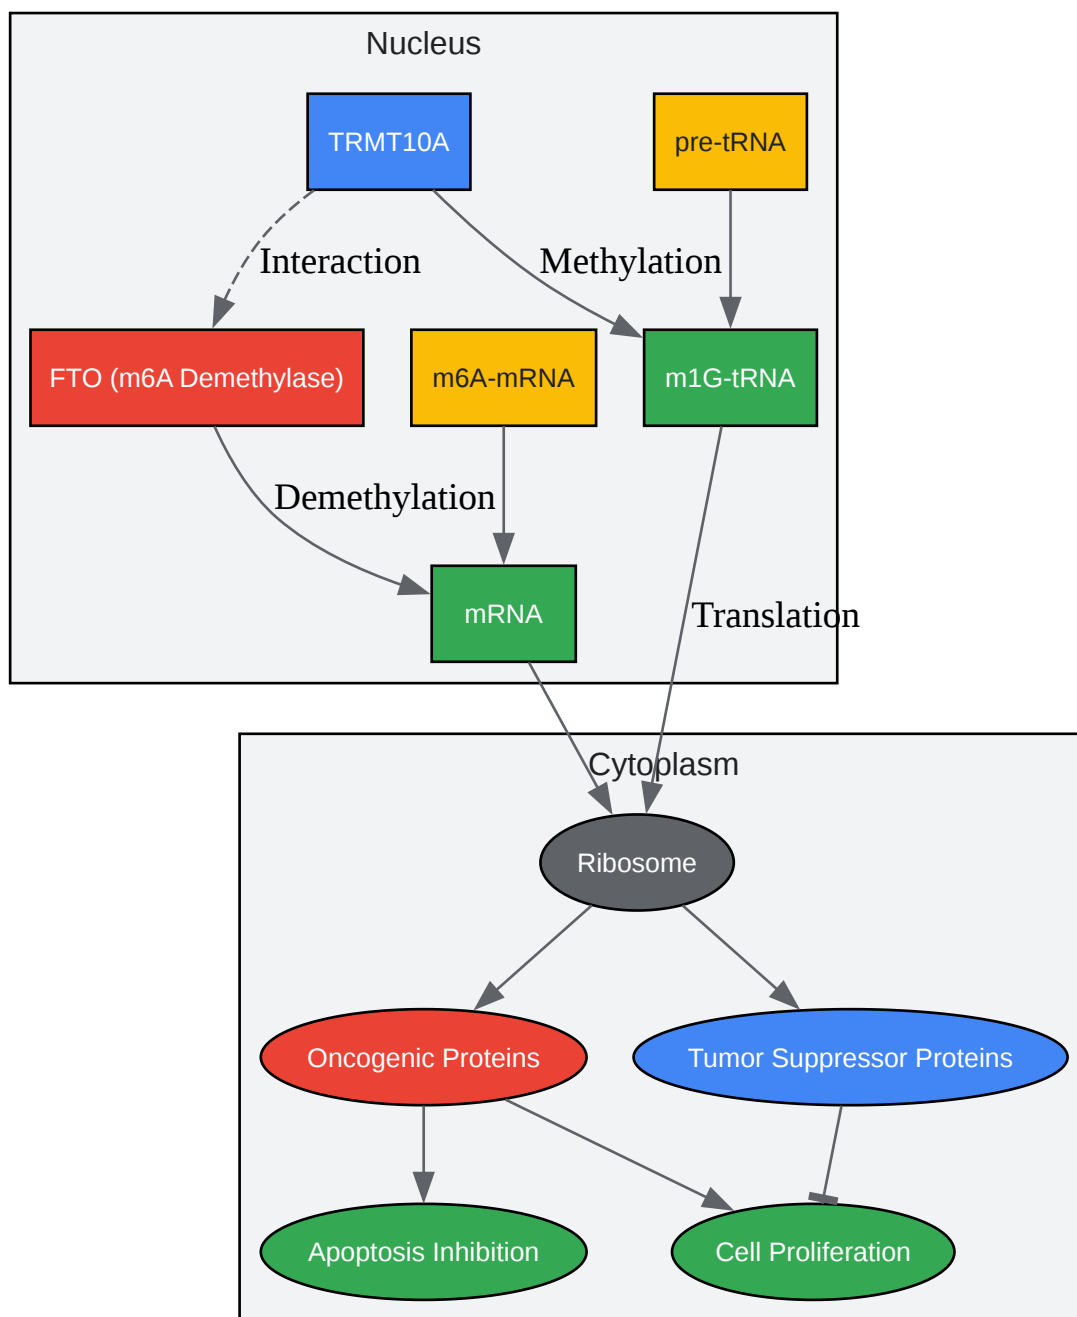 Nucleus
TRMT10A
pre-tRNA
Interaction
Methylation
FTO (m6A Demethylase)
m6A-mRNA
m1G-tRNA
Demethylation
mRNA
Translation
Cytoplasm
Ribosome
Oncogenic Proteins
Tumor Suppressor Proteins
Apoptosis Inhibition
Cell Proliferation